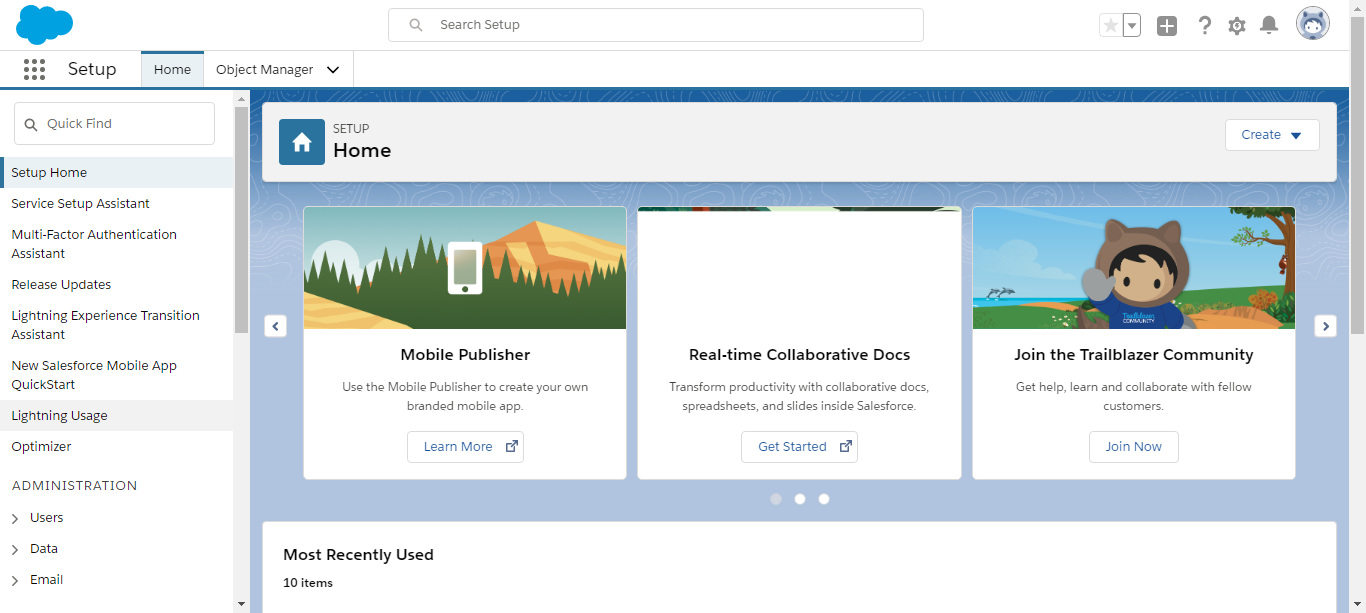 Search Setup
Setup
Home
Object Manager
Quick Find
Setup Home
Service Setup Assistant
Multi-Factor Authentication
Assistant
Release Updates
Lightning Experience Transition
Assistant
New Salesforce Mobile App
QuickStart
Lightning Usage
Optimizer
ADMINISTRATION
Users
Data
Email
SETUP
Home
Create
Mobile Publisher
Use the Mobile Publisher to create your own
branded mobile app.
Learn More
Real-time Collaborative Docs
Transform productivity with collaborative docs,
spreadsheets, and slides inside Salesforce.
Get Started
Trailblazer
COMMUNITY
Join the Trailblazer Community
Get help, learn and collaborate with fellow
customers.
Join Now
Most Recently Used
10 items